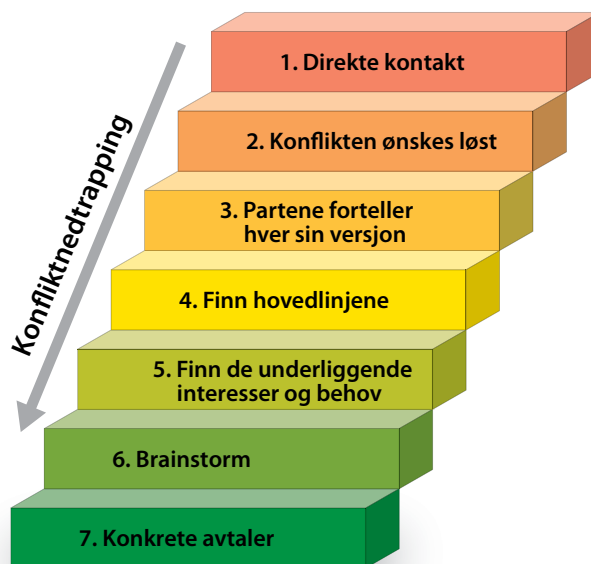 Konfliktnedtrapping
1. Direkte kontakt
2. Konflikten ønskes løst
3. Partene forteller
hver sin versjon
4. Finn hovedlinjene
5. Finn de underliggende
interesser og behov
6. Brainstorm
7. Konkrete avtaler